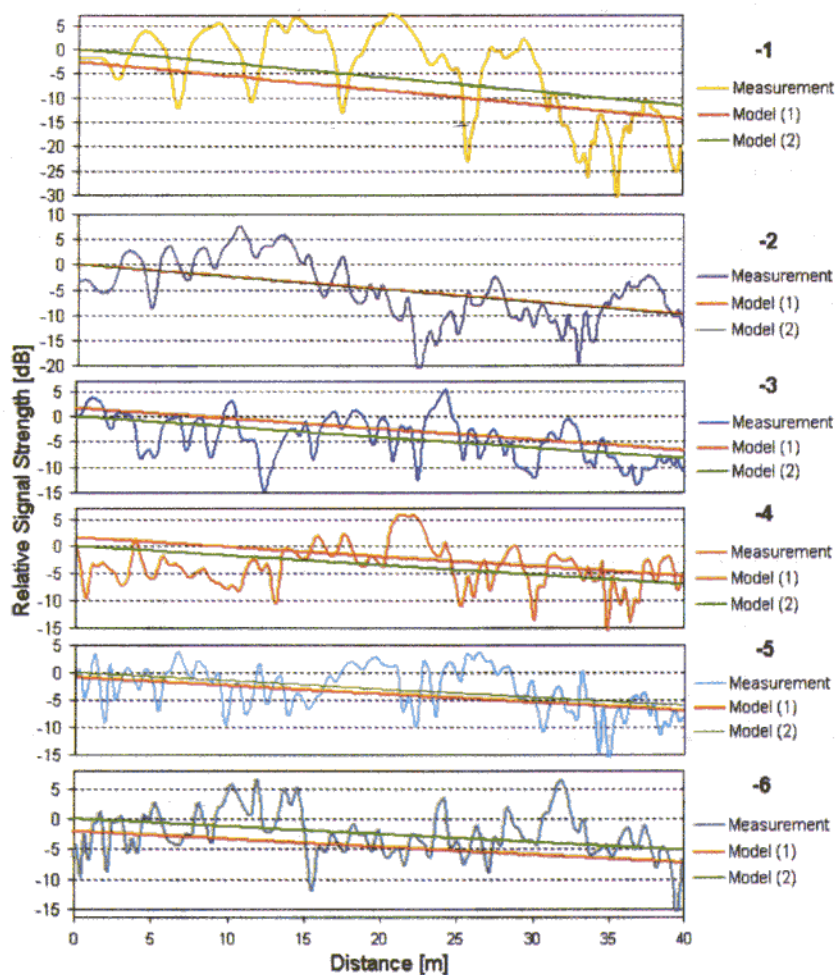 5
0
-5
-10
-15
-20
-25
-30
-1
Measurement
Model (1)
Model (2)
10
5
0
-5
-10
-15
-20
-2
Measurement
Model (1)
Model (2)
5
0
-5
-10
-15
-3
Measurement
Model (1)
Model (2)
5
0
-5
-10
-15
-4
Measurement
Model (1)
Model (2)
5
0
-5
-10
-15
-5
Measurement
Model (1)
Model (2)
5
0
-5
-10
-15
-6
Measurement
Model (1)
Model (2)
Relative Signal Strength [dB]
0 5 10 15 20 25 30 35 40
Distance [m]